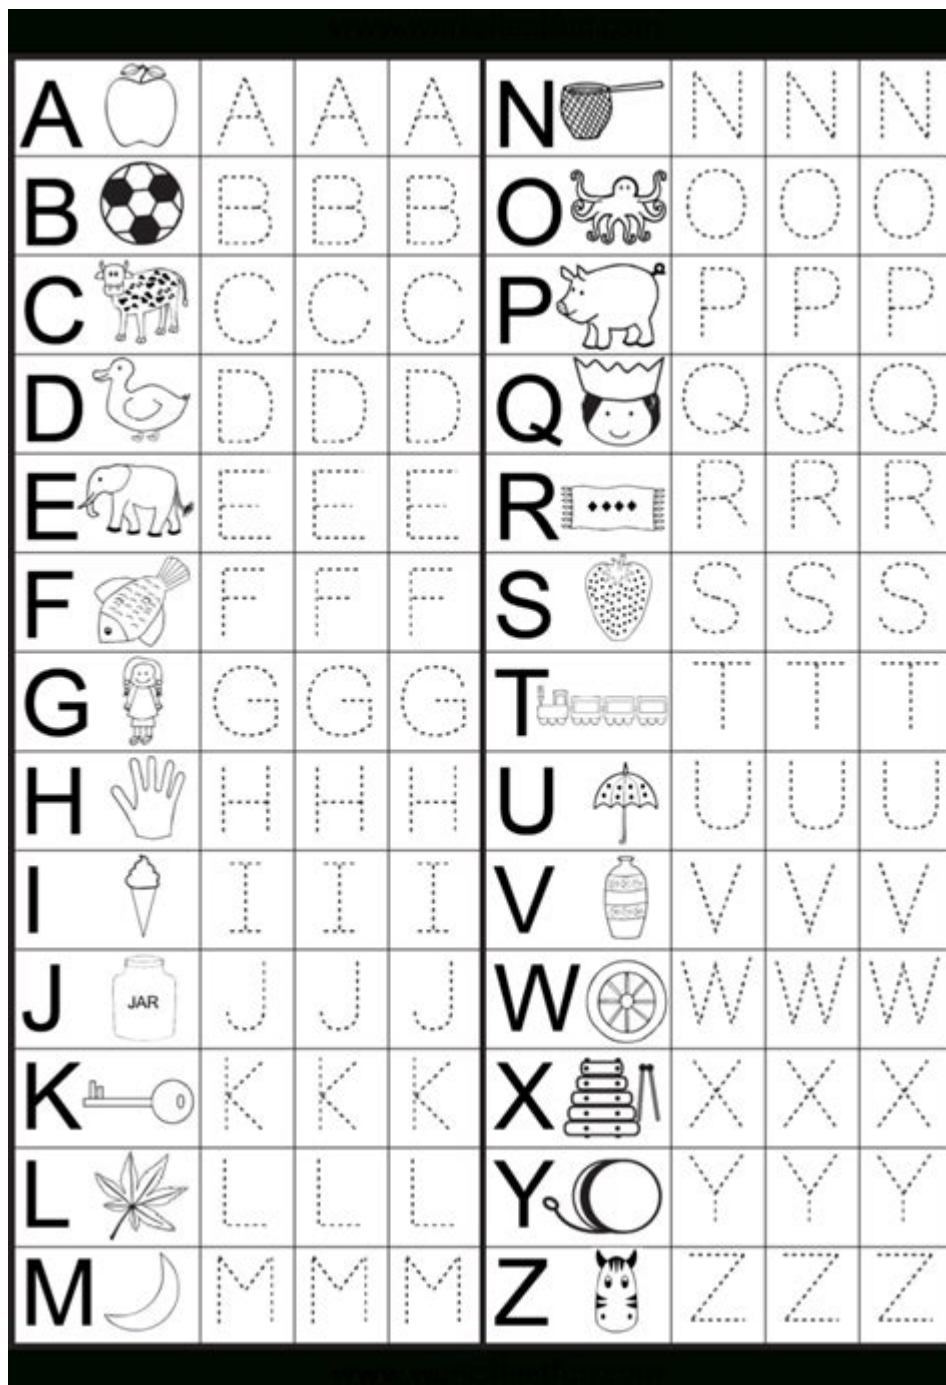 A A A A
B B B B
C C C C
D D D D
E E E E
F F F F
G G G G
H H H H
I I I I
J JAR J J J
K K K K
L L L L
M M M M
N N N N
O O O O
P P P P
Q Q Q Q
R R R R
S S S S
T T T T
U U U U
V V V V
W W W W
X X X X
Y Y Y Y
Z Z Z Z